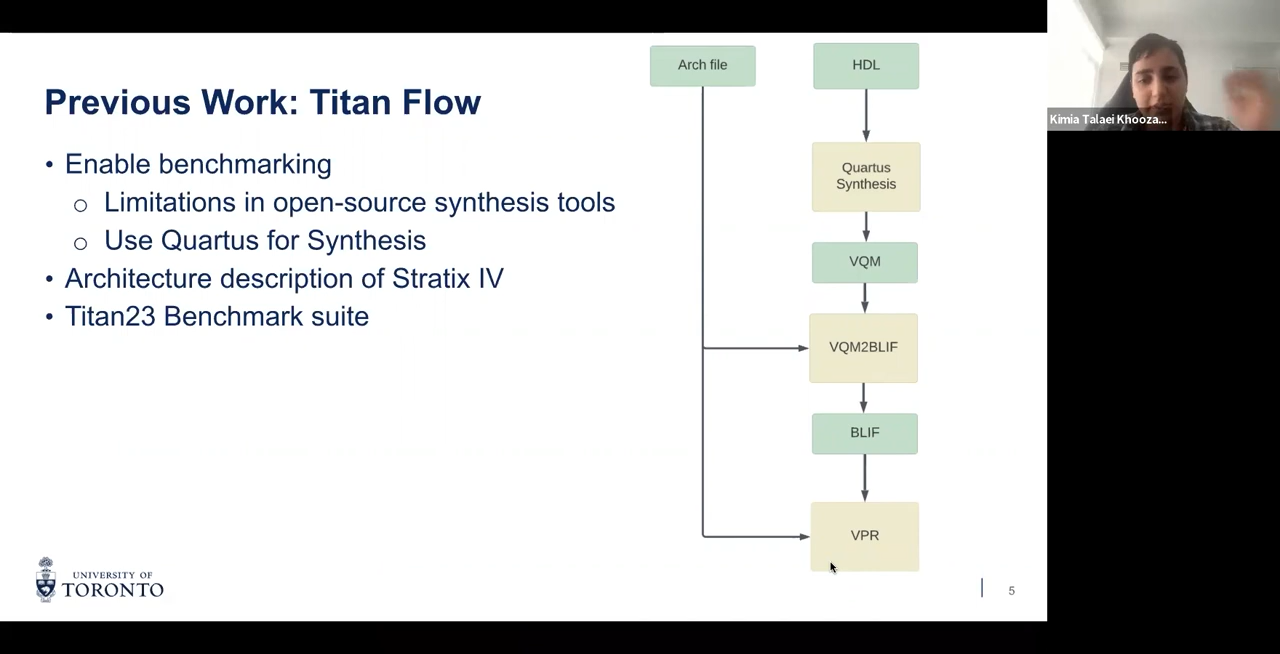 Previous Work: Titan Flow
• Enable benchmarking
o Limitations in open-source synthesis tools
o Use Quartus for Synthesis
• Architecture description of Stratix IV
• Titan23 Benchmark suite
Arch file
HDL
Quartus
Synthesis
VQM
VQM2BLIF
BLIF
VPR
UNIVERSITY OF
TORONTO
5
Kimia Talaei Khooza...